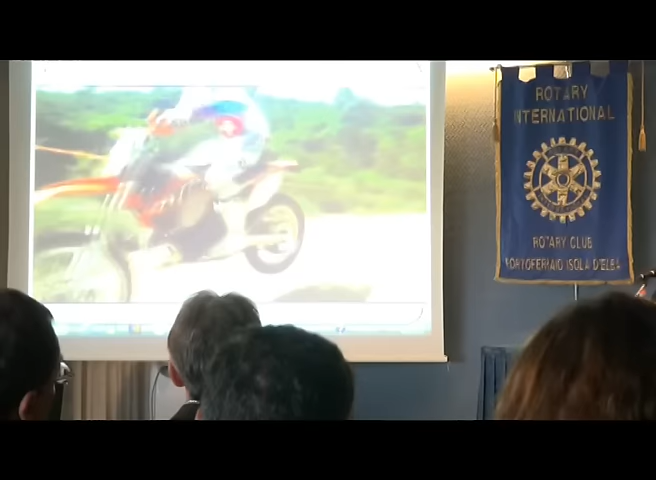 ROTARY
INTERNATIONAL
ROTARY CLUB
PORTOFERRAIO ISOLA D'ELBA